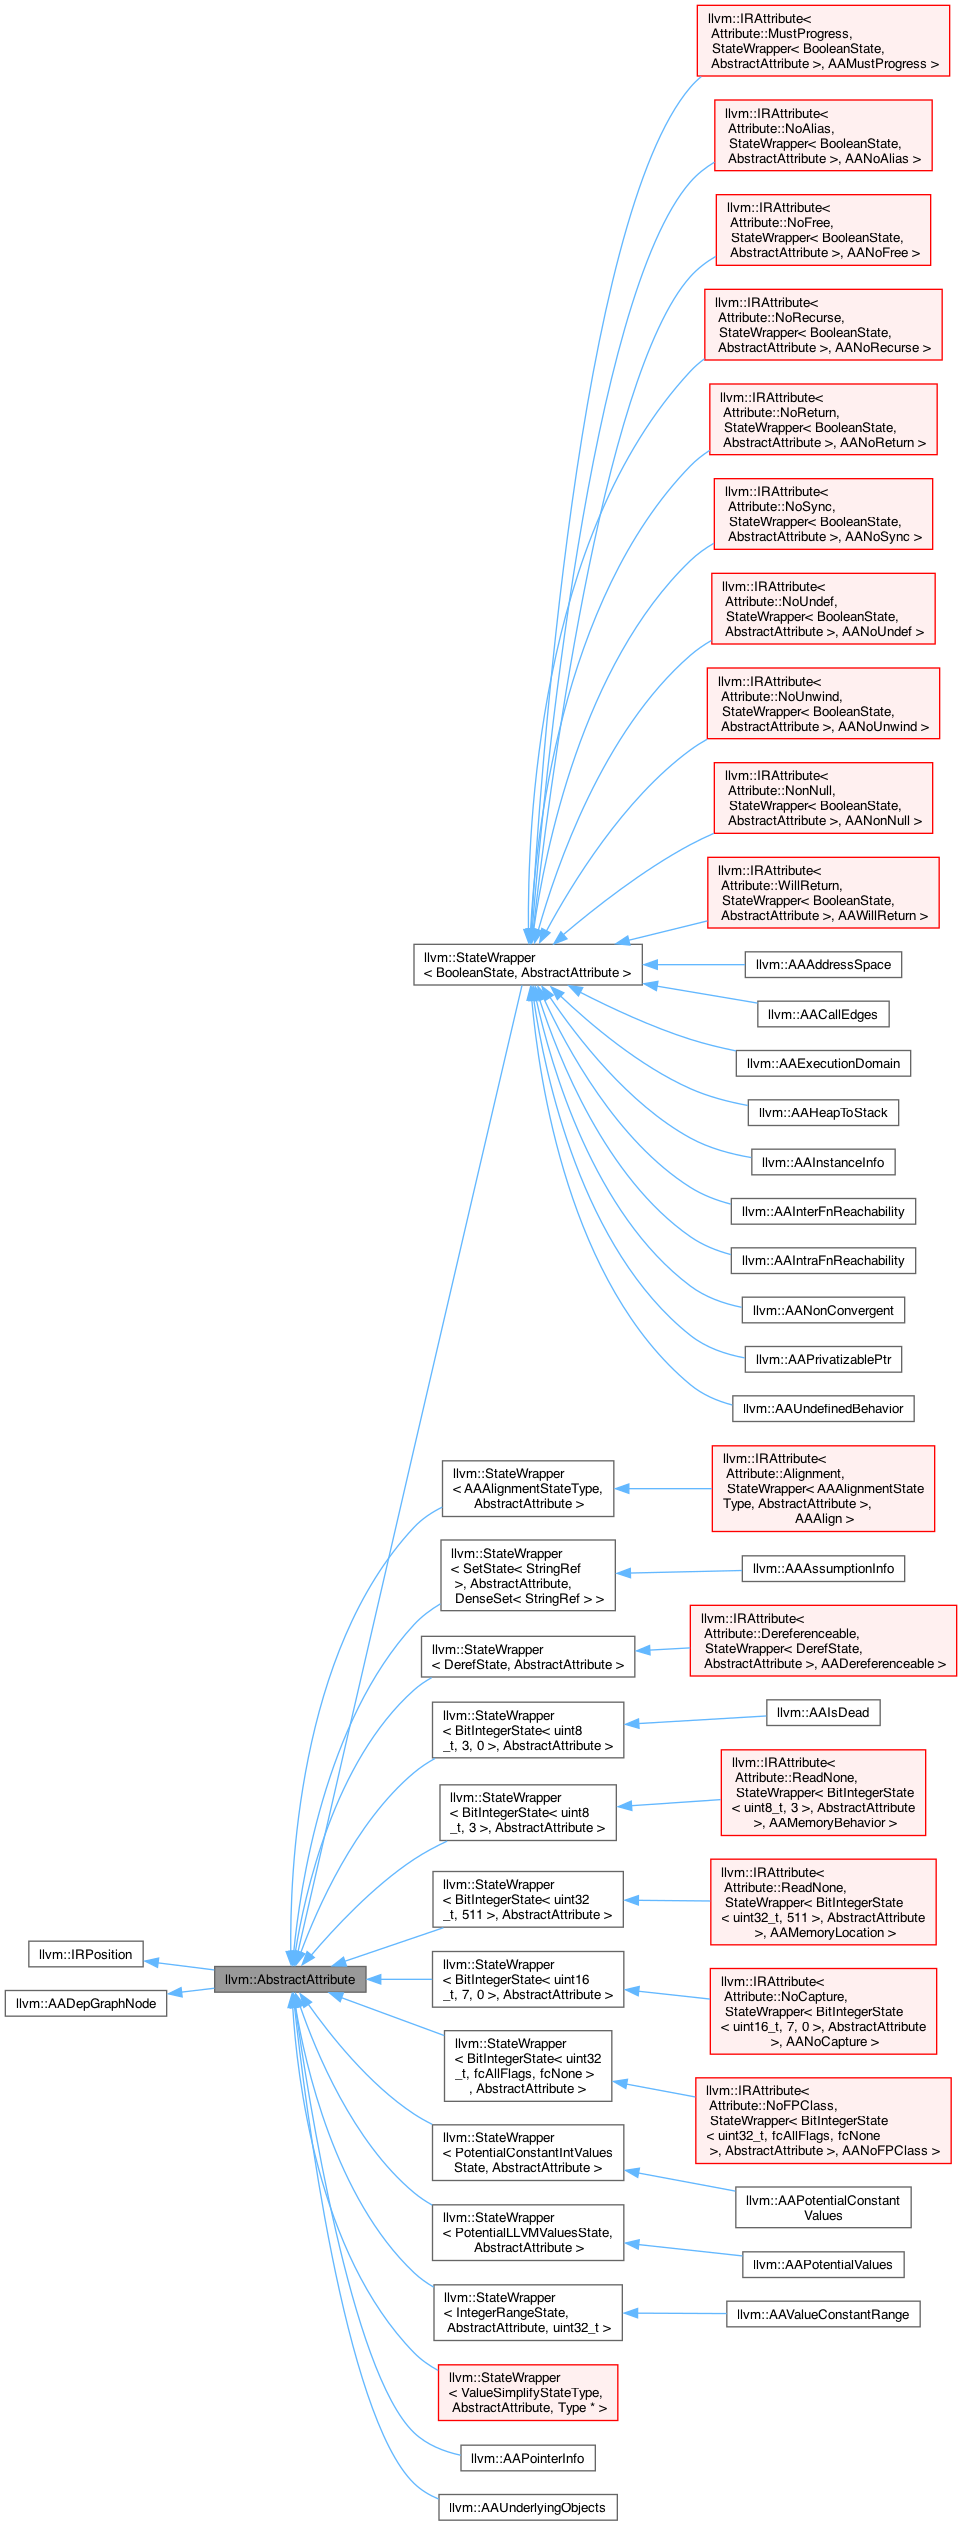 llvm::IRAttribute<
Attribute::MustProgress,
StateWrapper< BooleanState,
AbstractAttribute >, AAMustProgress >
llvm::IRAttribute<
Attribute::NoAlias,
StateWrapper< BooleanState,
AbstractAttribute >, AANoAlias >
llvm::IRAttribute<
Attribute::NoFree,
StateWrapper< BooleanState,
AbstractAttribute >, AANoFree >
llvm::IRAttribute<
Attribute::NoRecurse,
StateWrapper< BooleanState,
AbstractAttribute >, AANoRecurse >
llvm::IRAttribute<
Attribute::NoReturn,
StateWrapper< BooleanState,
AbstractAttribute >, AANoReturn >
llvm::IRAttribute<
Attribute::NoSync,
StateWrapper< BooleanState,
AbstractAttribute >, AANoSync >
llvm::IRAttribute<
Attribute::NoUndef,
StateWrapper< BooleanState,
AbstractAttribute >, AANoUndef >
llvm::IRAttribute<
Attribute::NoUnwind,
StateWrapper< BooleanState,
AbstractAttribute >, AANoUnwind >
llvm::IRAttribute<
Attribute::NonNull,
StateWrapper< BooleanState,
AbstractAttribute >, AANonNull >
llvm::IRAttribute<
Attribute::WillReturn,
StateWrapper< BooleanState,
AbstractAttribute >, AAWillReturn >
llvm::StateWrapper
< BooleanState, AbstractAttribute >
llvm::AAAddressSpace
llvm::AACallEdges
llvm::AAExecutionDomain
llvm::AAHeapToStack
llvm::AAInstanceInfo
llvm::AAInterFnReachability
llvm::AAIntraFnReachability
llvm::AANonConvergent
llvm::AAPrivatizablePtr
llvm::AAUndefinedBehavior
llvm::StateWrapper
< AAAlignmentStateType,
AbstractAttribute >
llvm::IRAttribute<
Attribute::Alignment,
StateWrapper< AAAlignmentState
Type, AbstractAttribute >,
AAAlign >
llvm::StateWrapper
< SetState< StringRef
>, AbstractAttribute,
DenseSet< StringRef > >
llvm::AAAssumptionInfo
llvm::StateWrapper
< DerefState, AbstractAttribute >
llvm::IRAttribute<
Attribute::Dereferenceable,
StateWrapper< DerefState,
AbstractAttribute >, AADereferenceable >
llvm::StateWrapper
< BitIntegerState< uint8
_t, 3, 0 >, AbstractAttribute >
llvm::AAIsDead
llvm::StateWrapper
< BitIntegerState< uint8
_t, 3 >, AbstractAttribute >
llvm::IRAttribute<
Attribute::ReadNone,
StateWrapper< BitIntegerState
< uint8_t, 3 >, AbstractAttribute
>, AAMemoryBehavior >
llvm::StateWrapper
< BitIntegerState< uint32
_t, 511 >, AbstractAttribute >
llvm::IRAttribute<
Attribute::ReadNone,
StateWrapper< BitIntegerState
< uint32_t, 511 >, AbstractAttribute
>, AAMemoryLocation >
llvm::IRPosition
llvm::AADepGraphNode
llvm::AbstractAttribute
llvm::StateWrapper
< BitIntegerState< uint16
_t, 7, 0 >, AbstractAttribute >
llvm::IRAttribute<
Attribute::NoCapture,
StateWrapper< BitIntegerState
< uint16_t, 7, 0 >, AbstractAttribute
>, AANoCapture >
llvm::StateWrapper
< BitIntegerState< uint32
_t, fcAllFlags, fcNone >
, AbstractAttribute >
llvm::IRAttribute<
Attribute::NoFPClass,
StateWrapper< BitIntegerState
< uint32_t, fcAllFlags, fcNone
>, AbstractAttribute >, AANoFPClass >
llvm::StateWrapper
< PotentialConstantIntValues
State, AbstractAttribute >
llvm::AAPotentialConstant
Values
llvm::StateWrapper
< PotentialLLVMValuesState,
AbstractAttribute >
llvm::AAPotentialValues
llvm::StateWrapper
< IntegerRangeState,
AbstractAttribute, uint32_t >
llvm::AAValueConstantRange
llvm::StateWrapper
< ValueSimplifyStateType,
AbstractAttribute, Type * >
llvm::AAPointerInfo
llvm::AAUnderlyingObjects